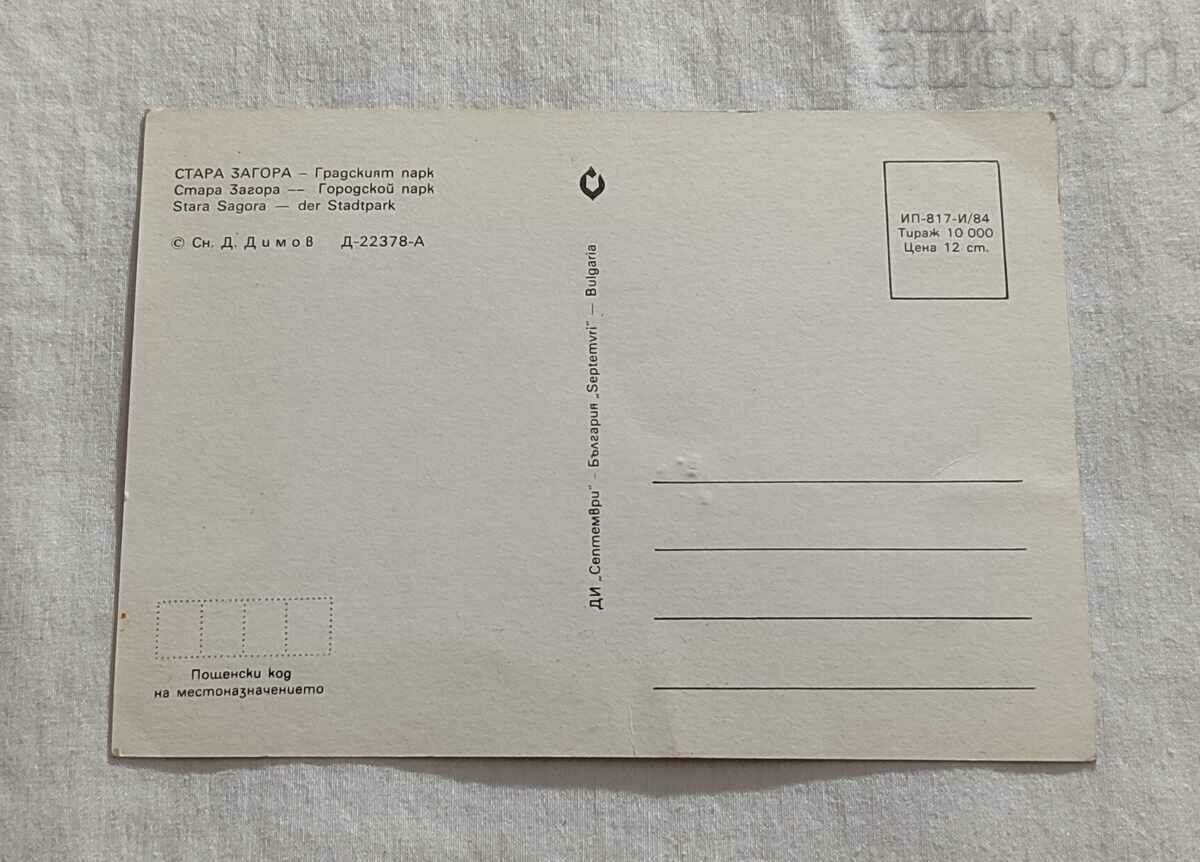 СТАРА ЗАГОРА – Градският парк
Стара Загора –– Городской парк
Stara Sagora — der Stadtpark
© Сн. Д. Димов Д-22378-А
ДИ „Септември" – България „Septemvri" — Bulgaria
ИП-817-И/84
Тираж 10 000
Цена 12 ст.
Пощенски код
на местоназначението
auction